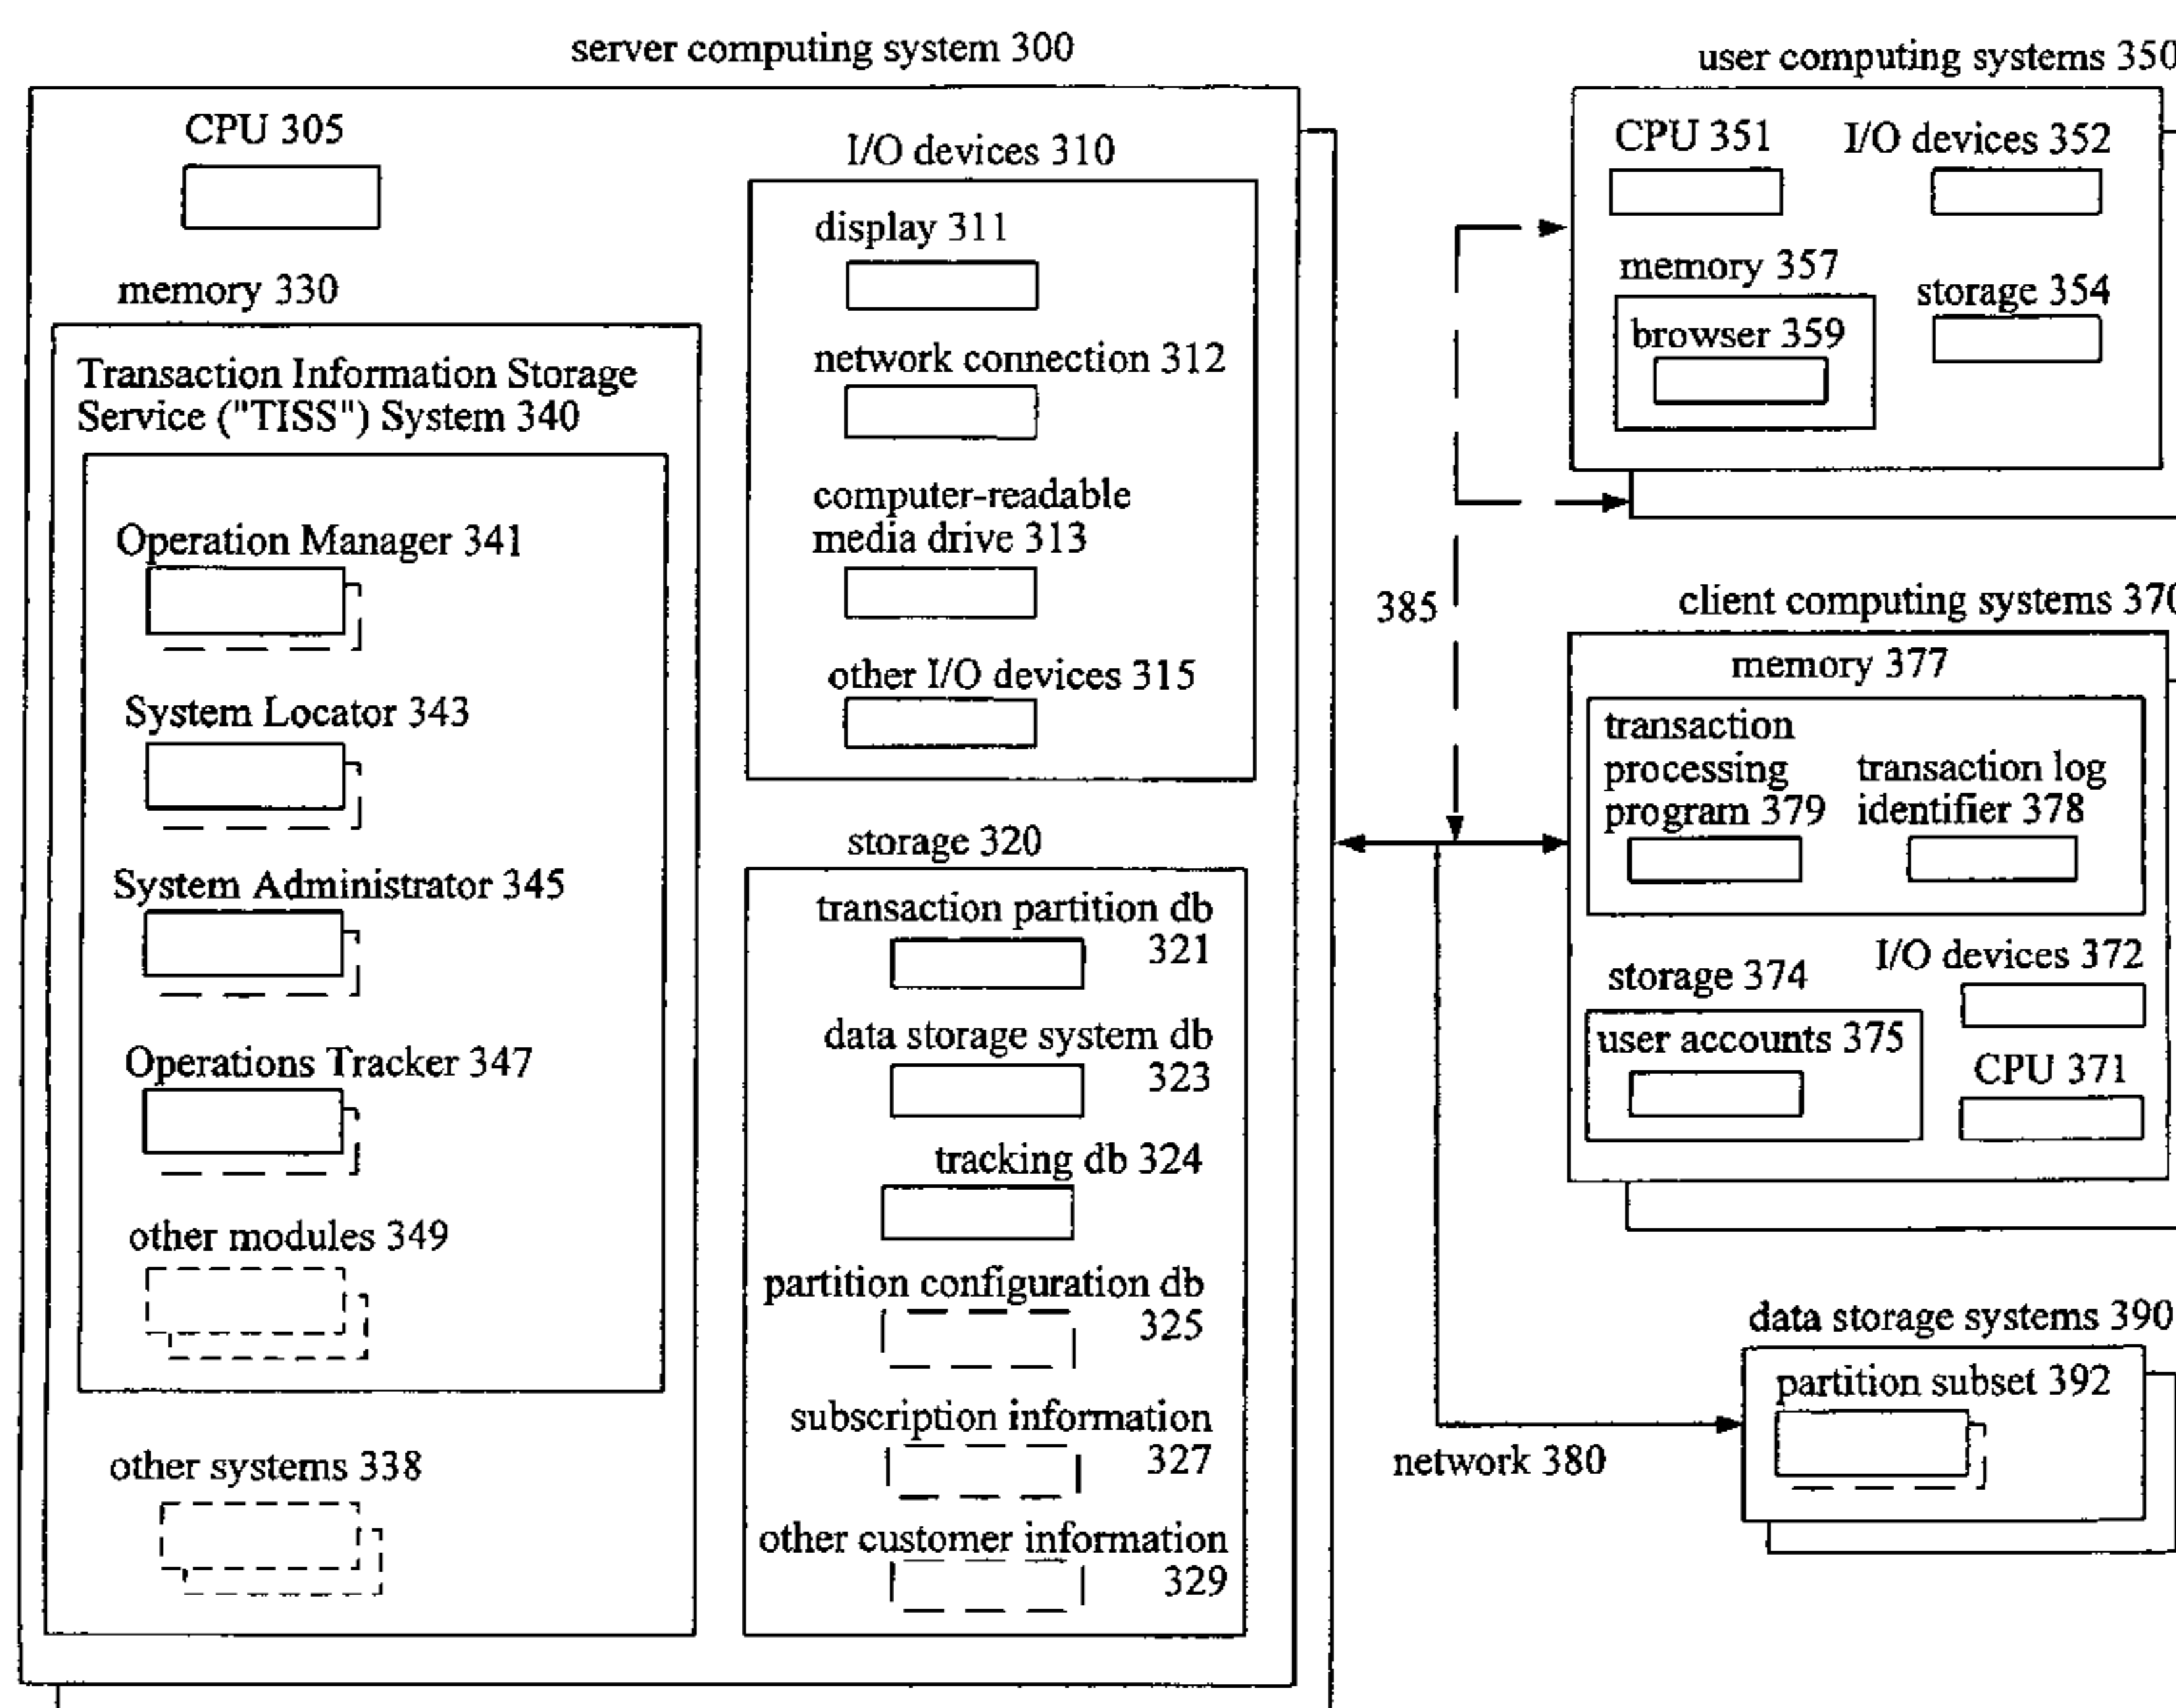 server computing system 300
CPU 305
memory 330
Transaction Information Storage
Service ("TISS") System 340
Operation Manager 341
System Locator 343
System Administrator 345
Operations Tracker 347
other modules 349
other systems 338
I/O devices 310
display 311
network connection 312
computer-readable
media drive 313
other I/O devices 315
storage 320
transaction partition db
321
data storage system db
323
tracking db 324
partition configuration db
325
subscription information
327
other customer information
329
385
network 380
user computing systems 350
CPU 351
I/O devices 352
memory 357
browser 359
storage 354
client computing systems 370
memory 377
transaction
processing
program 379
transaction log
identifier 378
storage 374
user accounts 375
I/O devices 372
CPU 371
data storage systems 390
partition subset 392